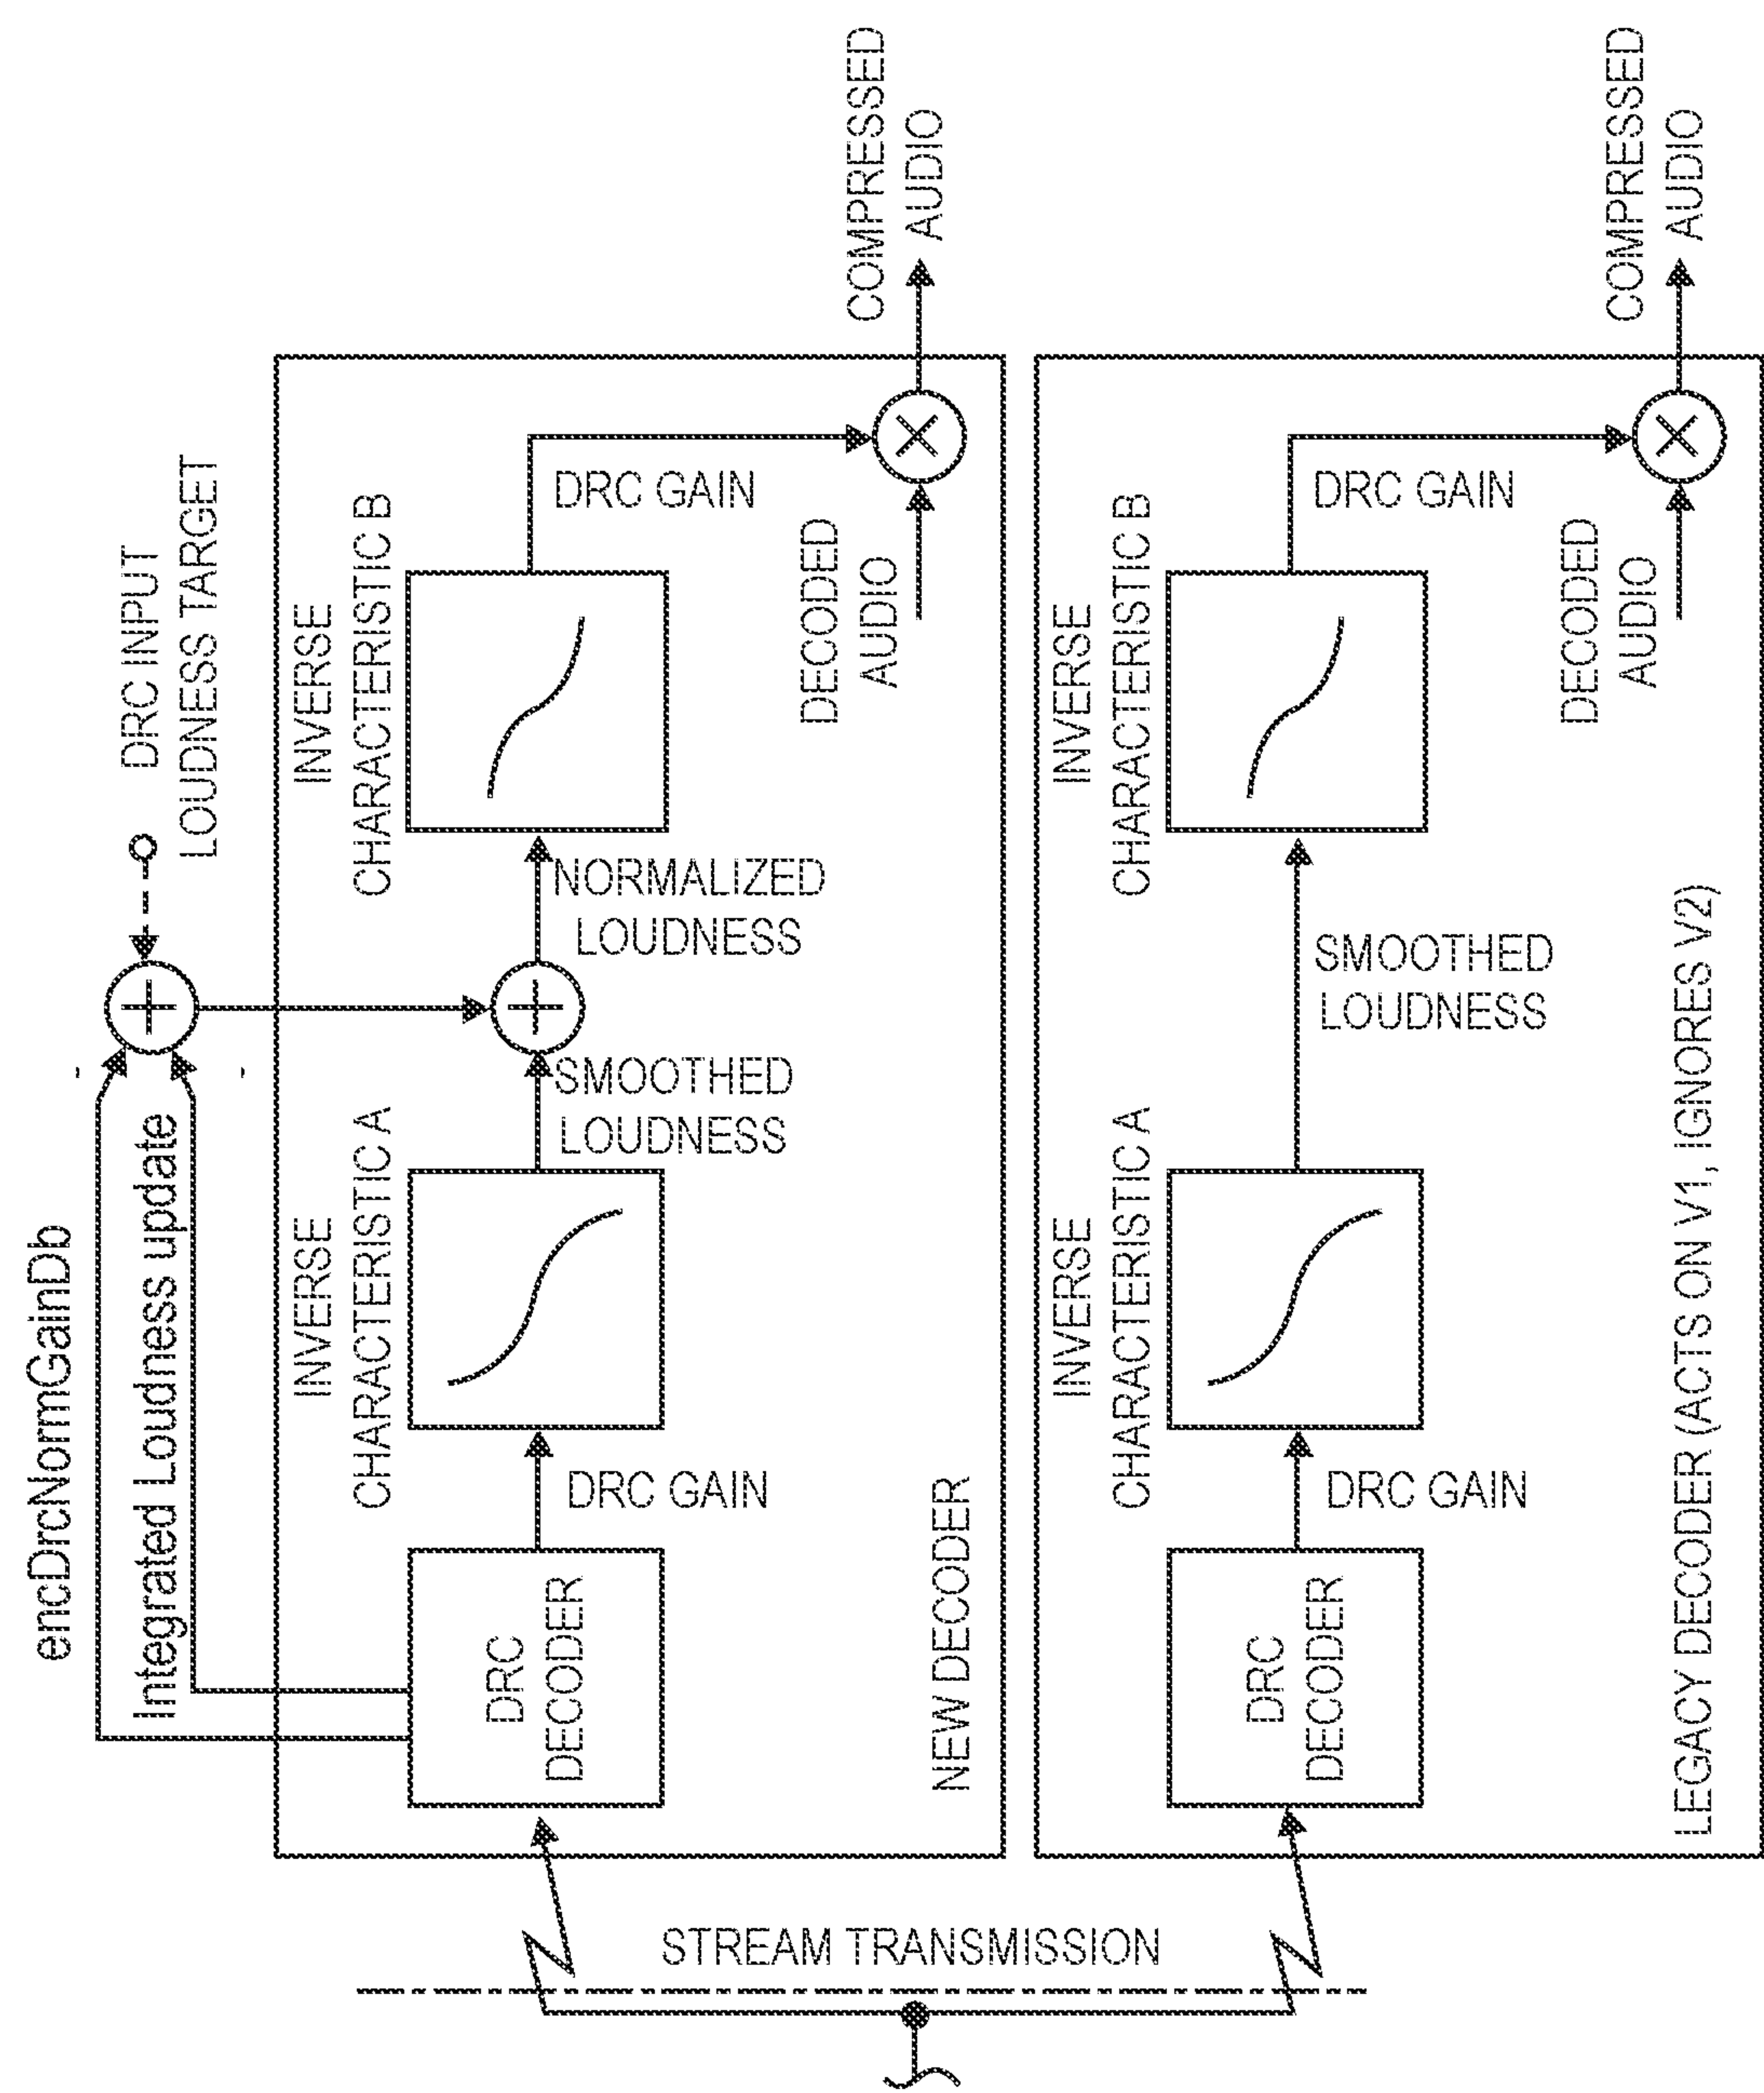 encDrcNormGainDb
Integrated Loudness update
DRC INPUT
LOUDNESS TARGET
INVERSE
CHARACTERISTIC A
INVERSE
CHARACTERISTIC B
DRC
DECODER
DRC GAIN
SMOOTHED
LOUDNESS
NORMALIZED
LOUDNESS
DRC GAIN
DECODED
AUDIO
COMPRESSED
AUDIO
NEW DECODER
STREAM TRANSMISSION
INVERSE
CHARACTERISTIC A
INVERSE
CHARACTERISTIC B
DRC
DECODER
DRC GAIN
SMOOTHED
LOUDNESS
DRC GAIN
DECODED
AUDIO
COMPRESSED
AUDIO
LEGACY DECODER (ACTS ON V1, IGNORES V2)